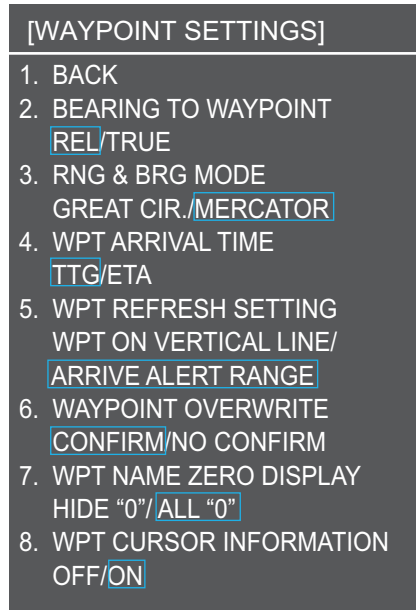 [WAYPOINT SETTINGS]
1. BACK
2. BEARING TO WAYPOINT
REL/TRUE
3. RNG & BRG MODE
GREAT CIR./MERCATOR
4. WPT ARRIVAL TIME
TTG/ETA
5. WPT REFRESH SETTING
WPT ON VERTICAL LINE/
ARRIVE ALERT RANGE
6. WAYPOINT OVERWRITE
CONFIRM/NO CONFIRM
7. WPT NAME ZERO DISPLAY
HIDE “0”/ ALL “0”
8. WPT CURSOR INFORMATION
OFF/ON